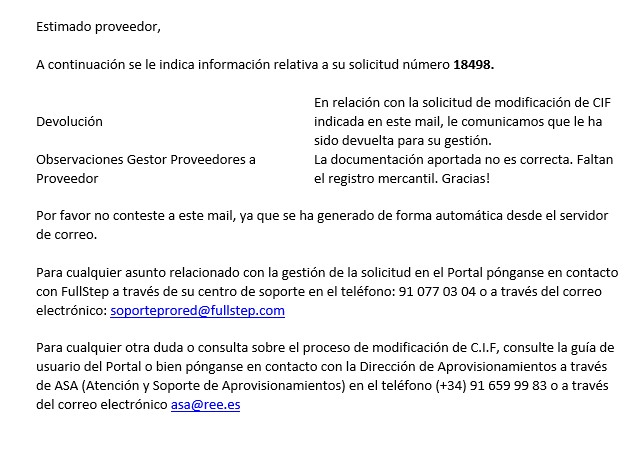 Estimado proveedor,
A continuación se le indica información relativa a su solicitud número 18498.
Devolución
En relación con la solicitud de modificación de CIF
indicada en este mail, le comunicamos que le ha
sido devuelta para su gestión.
Observaciones Gestor Proveedores a
Proveedor
La documentación aportada no es correcta. Faltan
el registro mercantil. Gracias!
Por favor no conteste a este mail, ya que se ha generado de forma automática desde el servidor
de correo.
Para cualquier asunto relacionado con la gestión de la solicitud en el Portal pónganse en contacto
con FullStep a través de su centro de soporte en el teléfono: 91 077 03 04 o a través del correo
electrónico: soporteprored@fullstep.com
Para cualquier otra duda o consulta sobre el proceso de modificación de C.I.F, consulte la guía de
usuario del Portal o bien pónganse en contacto con la Dirección de Aprovisionamientos a través
de ASA (Atención y Soporte de Aprovisionamientos) en el teléfono (+34) 91 659 99 83 o a través
del correo electrónico asa@ree.es